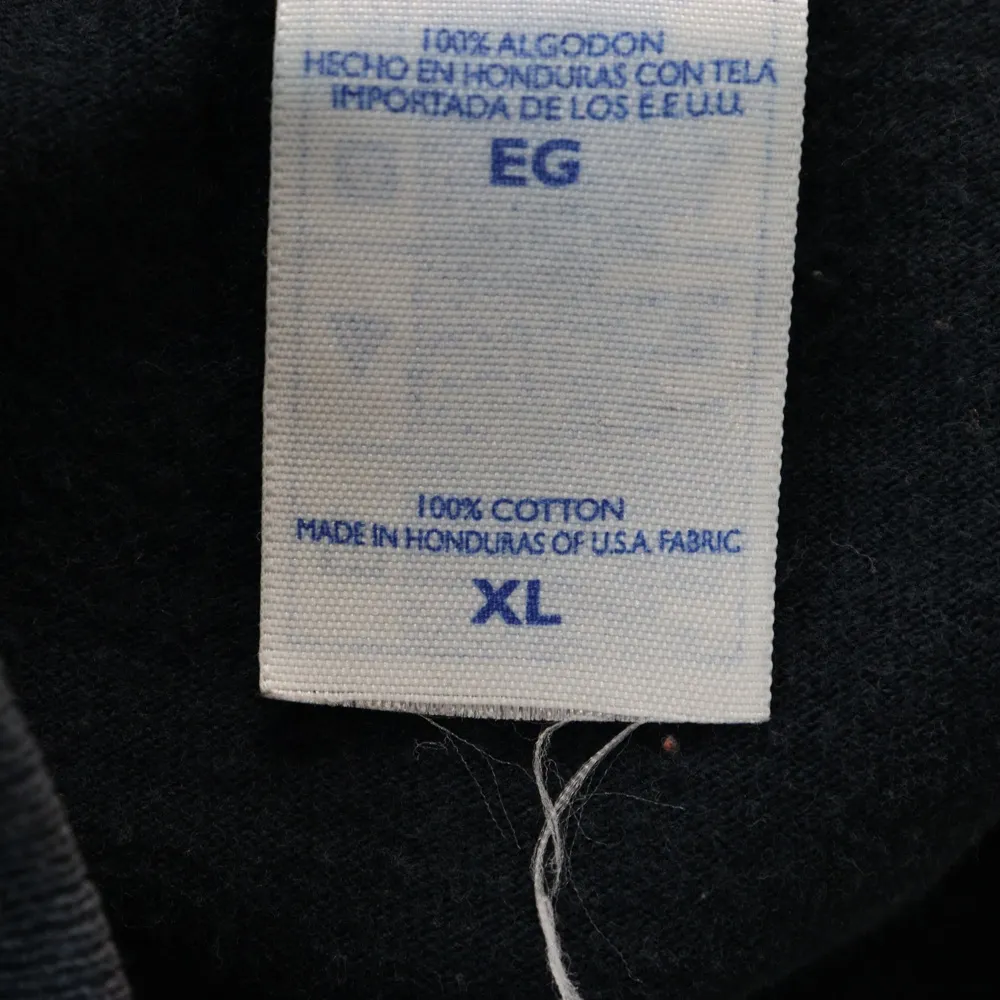 100% ALGODON
HECHO EN HONDURAS CON TELA
IMPORTADA DE LOS E.E.U.U.
EG
100% COTTON
MADE IN HONDURAS OF U.S.A. FABRIC
XL